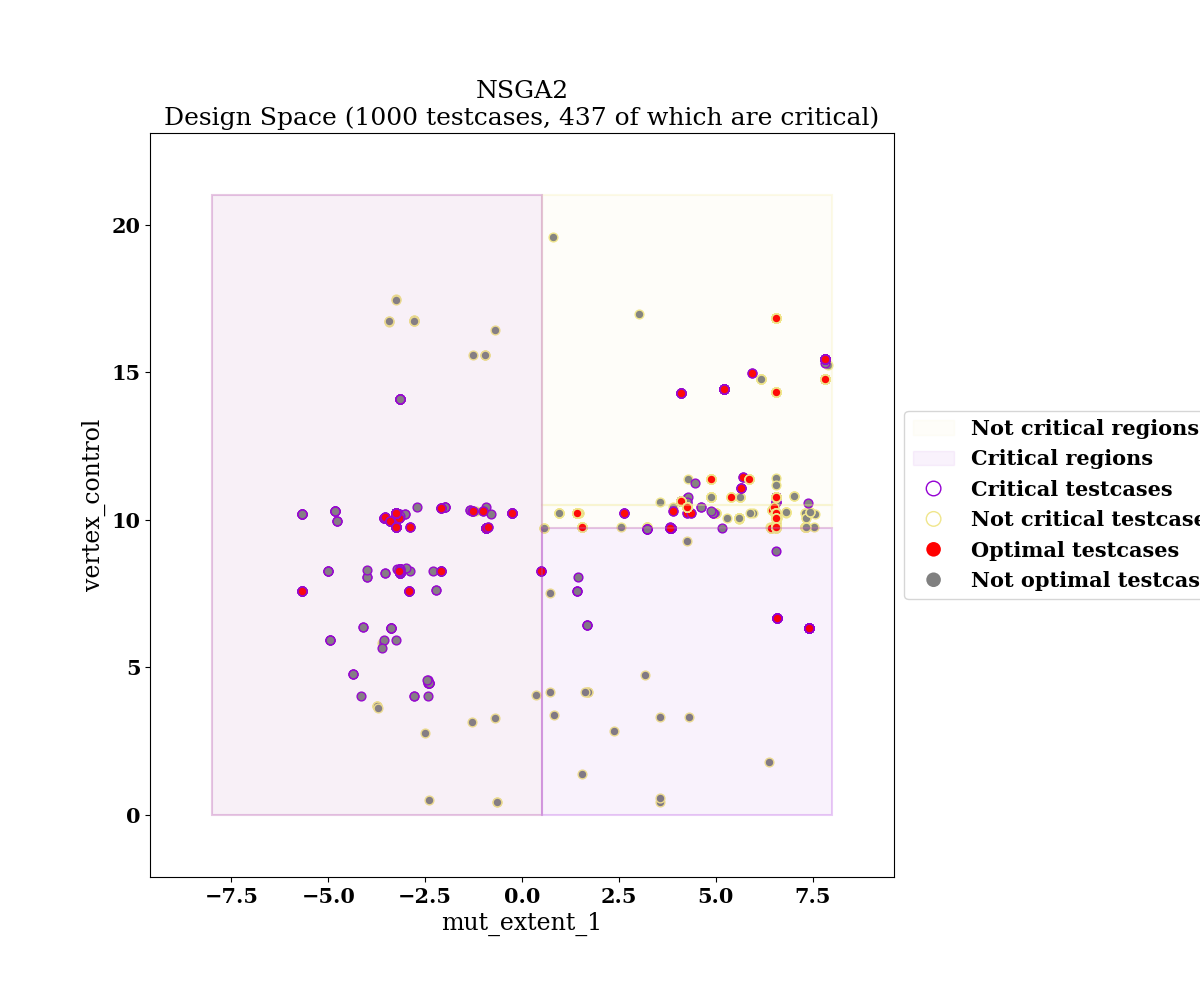 NSGA2
Design Space (1000 testcases, 437 of which are critical)
20
15
10
5
0
vertex_control
−7.5 −5.0 −2.5 0.0 2.5 5.0 7.5
mut_extent_1
Not critical regions
Critical regions
Critical testcases
Not critical testcase
Optimal testcases
Not optimal testcas